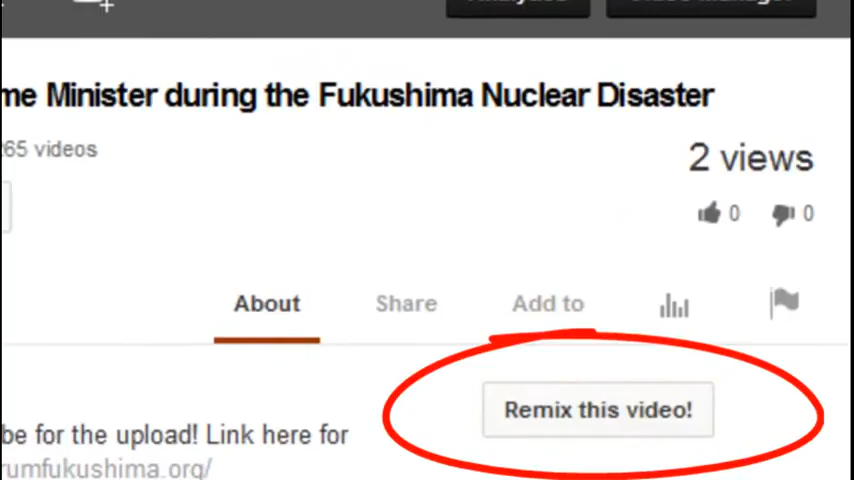 me Minister during the Fukushima Nuclear Disaster
265 videos
2 views
0 0
About Share Add to
Remix this video!
be for the upload! Link here for
rumfukushima.org/